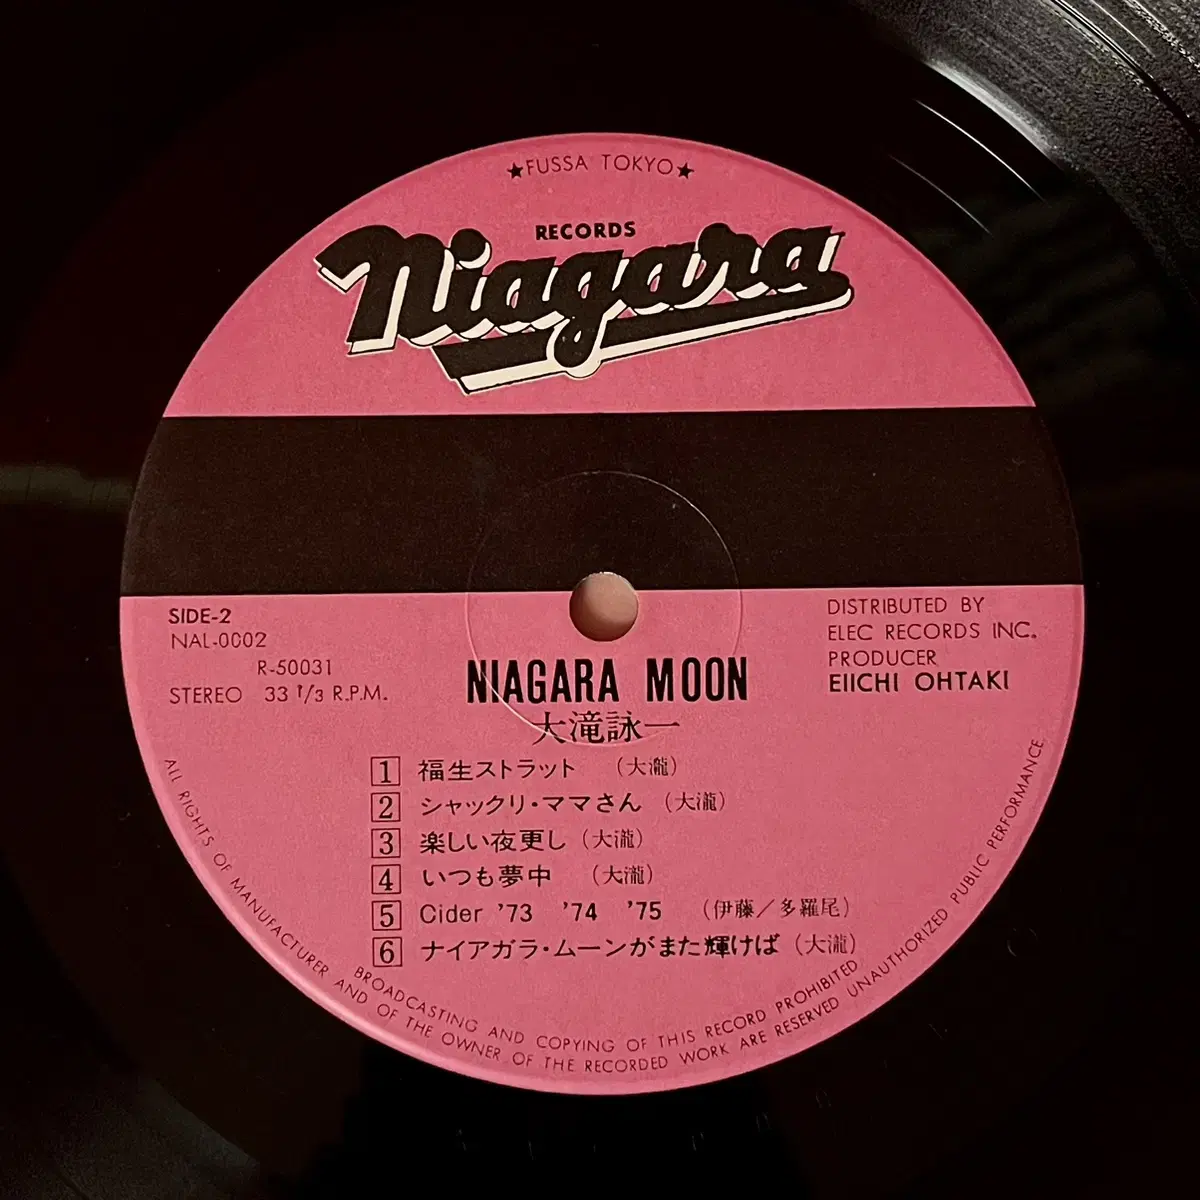 ★FUSSA TOKYO★
RECORDS
Niagara
SIDE-2
NAL-0002
R-50031
STEREO 33 1/3 R.P.M.
DISTRIBUTED BY
ELEC RECORDS INC.
PRODUCER
EIICHI OHTAKI
NIAGARA MOON
大滝詠一
1 福生ストラット (大瀧)
2 シャックリ・ママさん (大瀧)
3 楽しい夜更し (大瀧)
4 いつも夢中 (大瀧)
5 Cider '73 '74 '75 (伊藤/多羅尾)
6 ナイアガラ・ムーンがまた輝けば (大瀧)
ALL RIGHTS OF MANUFACTURER AND OF THE OWNER OF THE RECORDED WORK ARE RESERVED UNAUTHORIZED PUBLIC PERFORMANCE
BROADCASTING AND COPYING OF THIS RECORD PROHIBITED